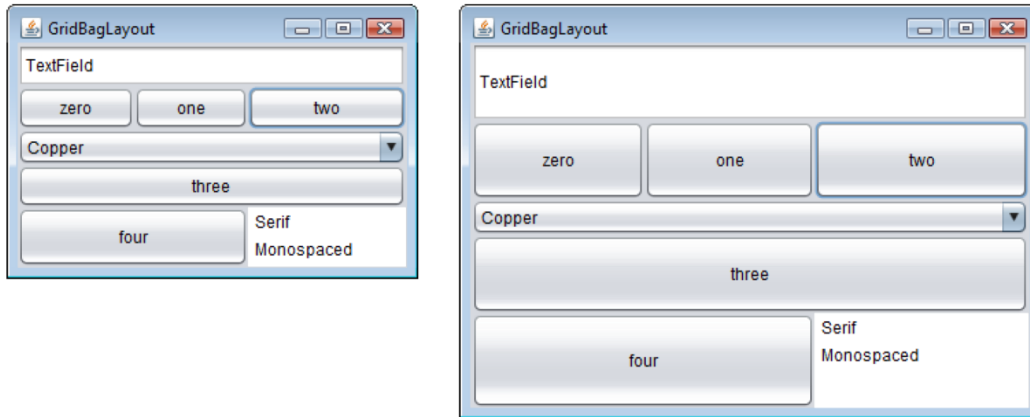 GridBagLayout
TextField
zero one two
Copper
three
four
Serif
Monospaced
GridBagLayout
TextField
zero one two
Copper
three
four
Serif
Monospaced